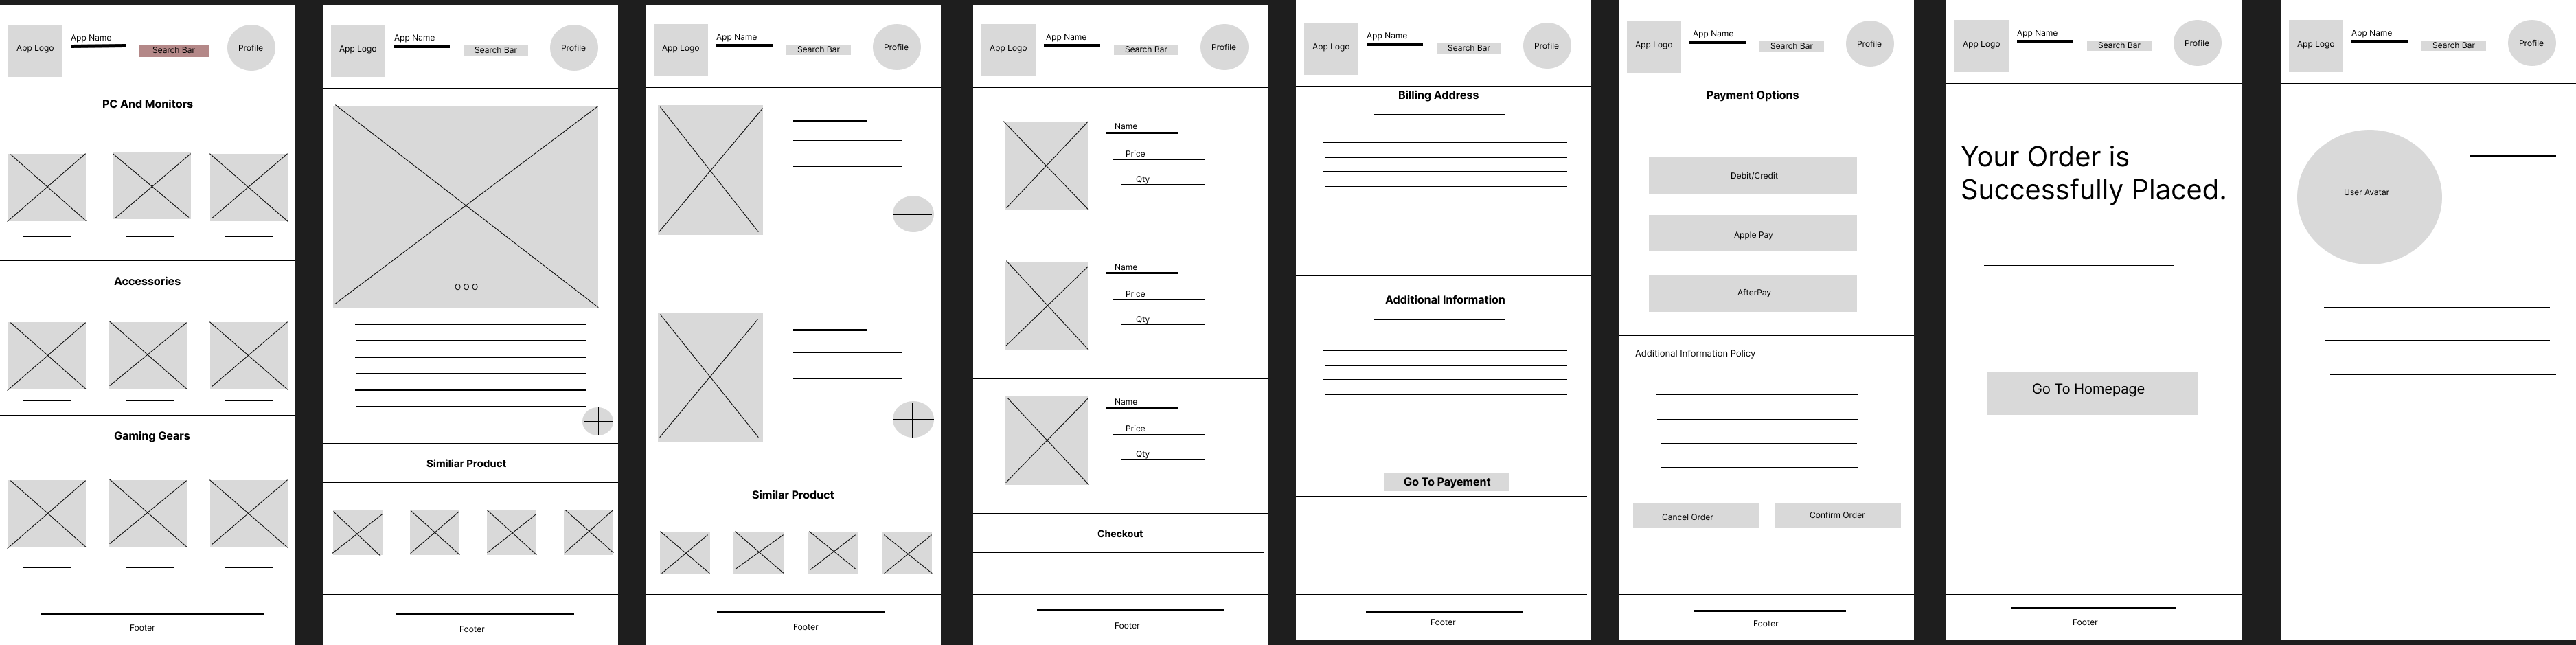 App Logo
App Name
Search Bar
Profile
PC And Monitors
Accessories
Gaming Gears
Footer
App Logo
App Name
Search Bar
Profile
O O O
Similiar Product
Footer
App Logo
App Name
Search Bar
Profile
Similar Product
Footer
App Logo
App Name
Search Bar
Profile
Name
Price
Qty
Name
Price
Qty
Name
Price
Qty
Checkout
Footer
App Logo
App Name
Search Bar
Profile
Billing Address
Additional Information
Go To Payement
Footer
App Logo
App Name
Search Bar
Profile
Payment Options
Debit/Credit
Apple Pay
AfterPay
Additional Information Policy
Cancel Order
Confirm Order
Footer
App Logo
App Name
Search Bar
Profile
Your Order is
Successfully Placed.
Go To Homepage
Footer
App Logo
App Name
Search Bar
Profile
User Avatar